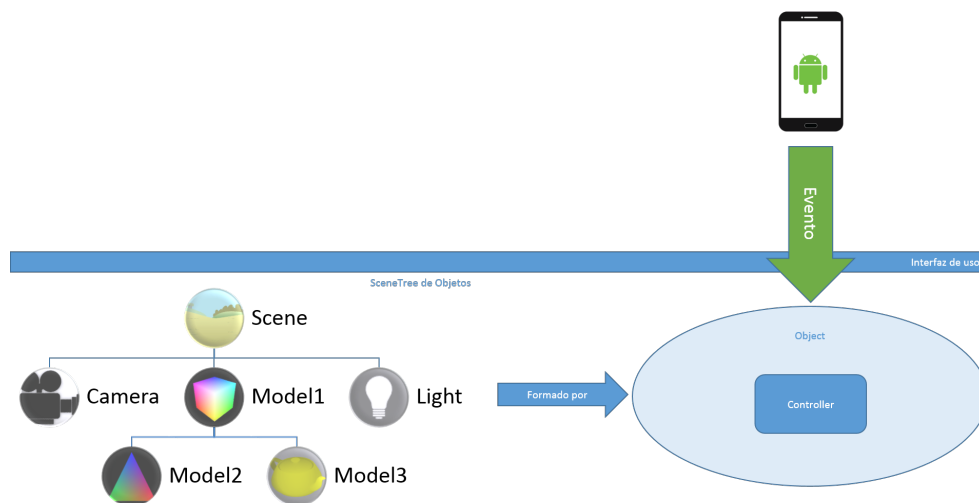 Evento
Interfaz de uso
SceneTree de Objetos
Scene
Camera
Model1
Light
Model2
Model3
Formado por
Object
Controller